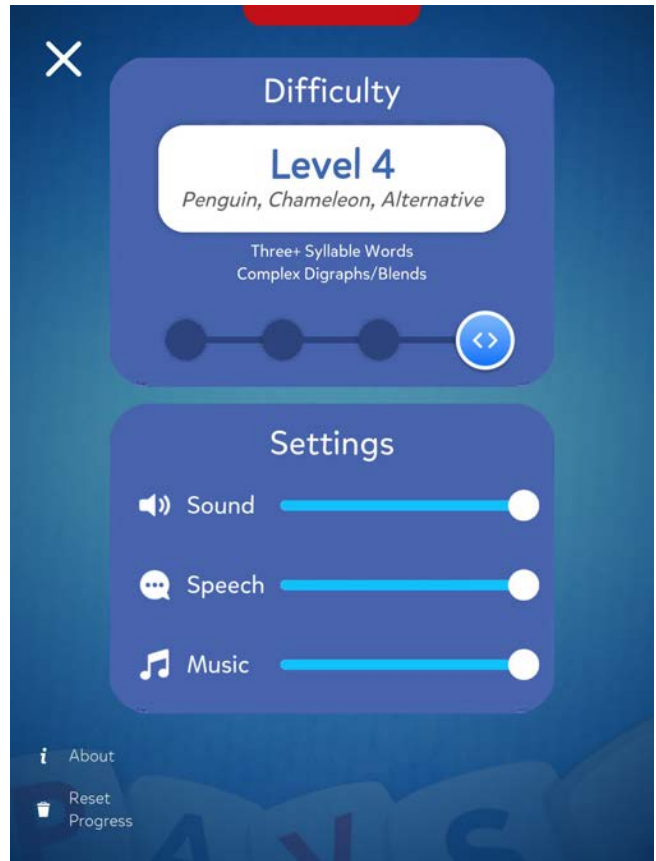 Difficulty
Level 4
Penguin, Chameleon, Alternative
Three+ Syllable Words
Complex Digraphs/Blends
Settings
Sound
Speech
Music
About
Reset
Progress